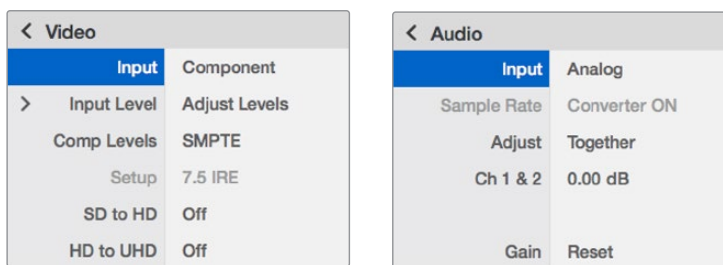 < Video
Input Component
> Input Level Adjust Levels
Comp Levels SMPTE
Setup 7.5 IRE
SD to HD Off
HD to UHD Off
< Audio
Input Analog
Sample Rate Converter ON
Adjust Together
Ch 1 & 2 0.00 dB
Gain Reset